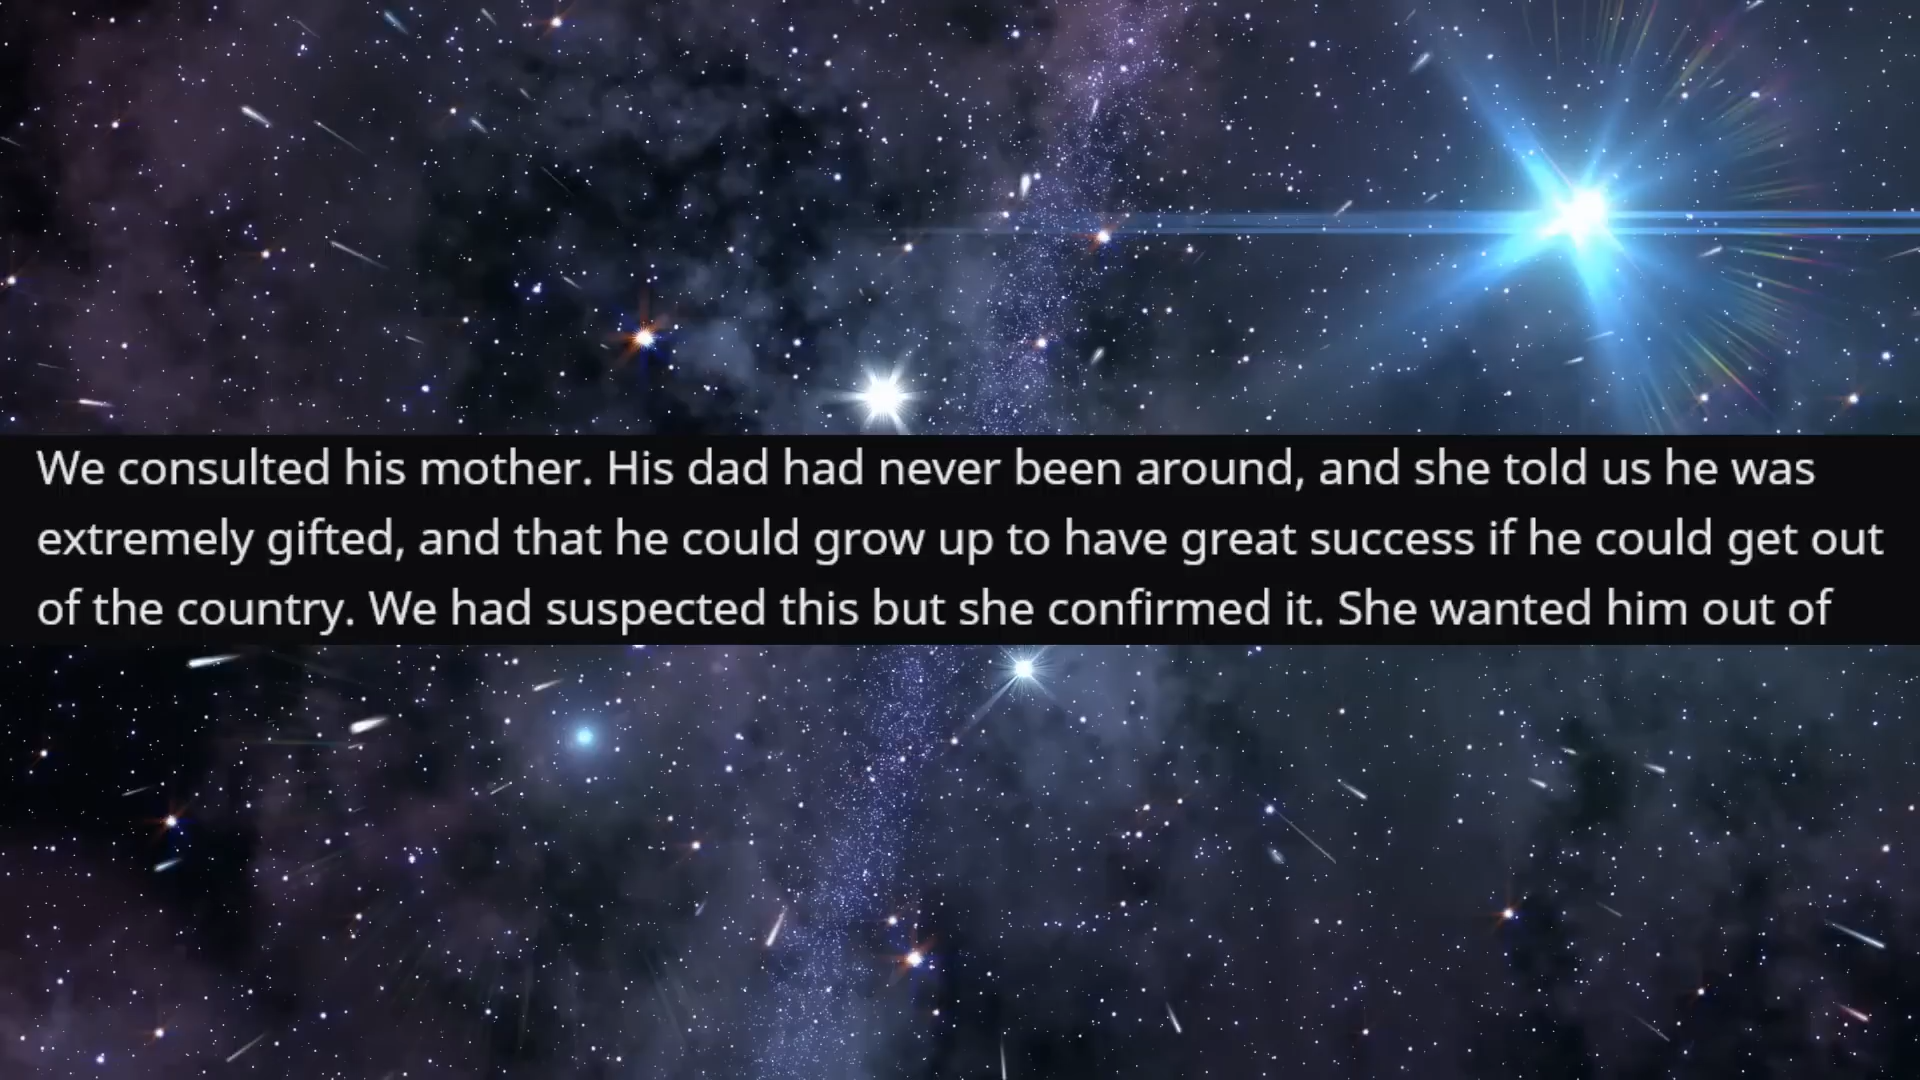 We consulted his mother. His dad had never been around, and she told us he was
extremely gifted, and that he could grow up to have great success if he could get out
of the country. We had suspected this but she confirmed it. She wanted him out of